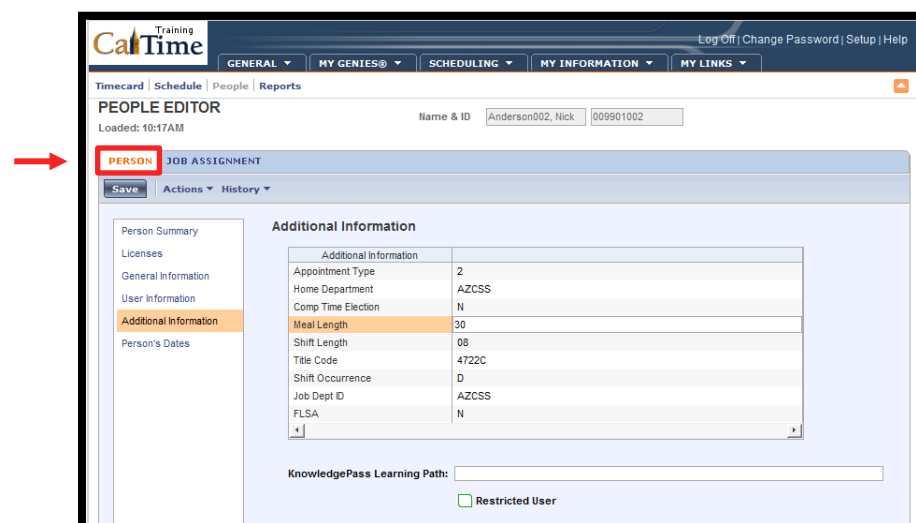 Training
CalTime
Log Off | Change Password | Setup | Help
GENERAL MY GENIES® SCHEDULING MY INFORMATION MY LINKS
Timecard | Schedule | People | Reports
PEOPLE EDITOR
Loaded: 10:17AM
Name & ID Anderson002, Nick 009901002
PERSON JOB ASSIGNMENT
Save Actions History
Person Summary
Licenses
General Information
User Information
Additional Information
Person's Dates
Additional Information
Additional Information
Appointment Type 2
Home Department AZCSS
Comp Time Election N
Meal Length 30
Shift Length 08
Title Code 4722C
Shift Occurrence D
Job Dept ID AZCSS
FLSA N
KnowledgePass Learning Path:
Restricted User